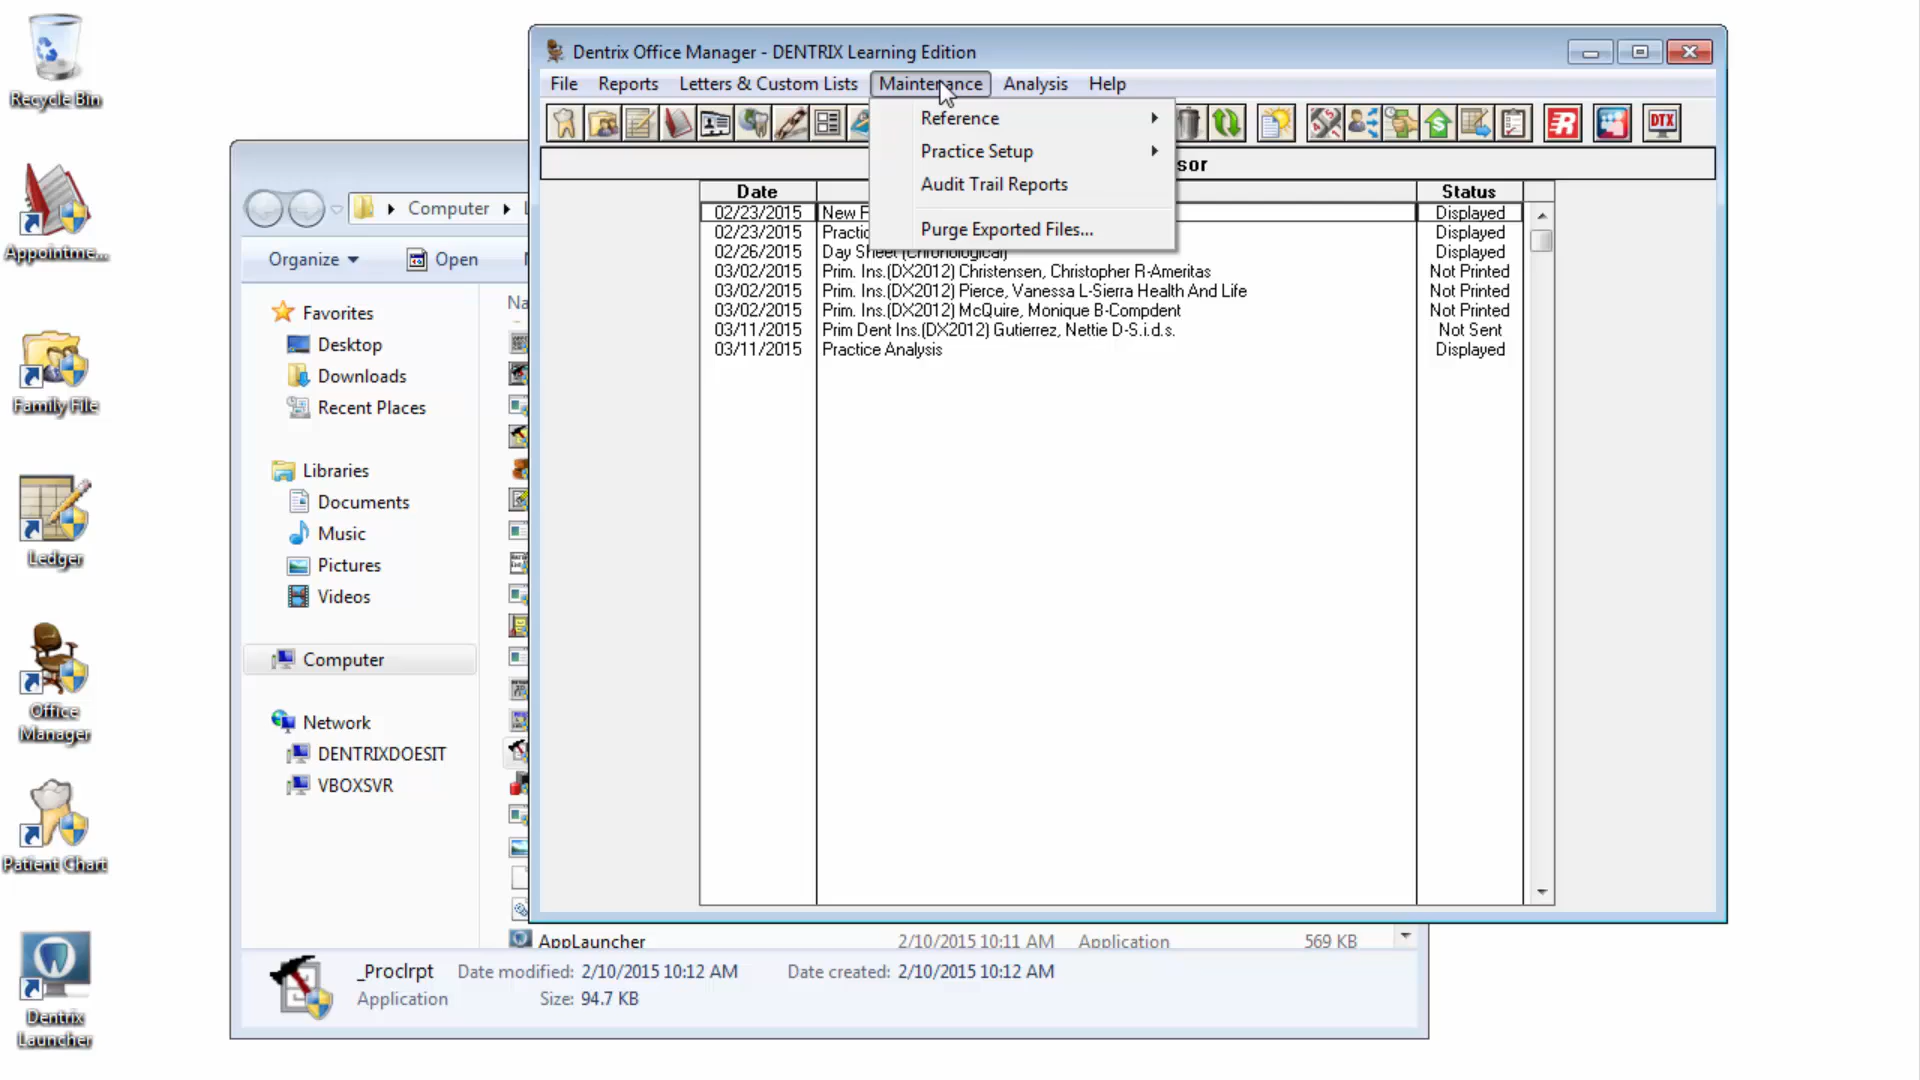 Recycle Bin
Appointme...
Family File
Ledger
Office
Manager
Patient Chart
Dentrix
Launcher
Dentrix Office Manager - DENTRIX Learning Edition
File Reports Letters & Custom Lists Maintenance Analysis Help
Reference
Practice Setup
Audit Trail Reports
Purge Exported Files...
DTX
Date Status
02/23/2015 New Displayed
02/23/2015 Displayed
02/26/2015 Day Sheet (Chronological) Displayed
03/02/2015 Prim. Ins.(DX2012) Christensen, Christopher R-Ameritas Not Printed
03/02/2015 Prim. Ins.(DX2012) Pierce, Vanessa L-Sierra Health And Life Not Printed
03/02/2015 Prim. Ins.(DX2012) McQuire, Monique B-Compdent Not Printed
03/11/2015 Prim Dent Ins.(DX2012) Gutierrez, Nettie D-S.i.d.s. Not Sent
03/11/2015 Practice Analysis Displayed
Computer
Organize Open
Favorites
Desktop
Downloads
Recent Places
Libraries
Documents
Music
Pictures
Videos
Computer
Network
DENTRIXDOESIT
VBOXSVR
AppLauncher 2/10/2015 10:11 AM Application 569 KB
_Proclrpt Date modified: 2/10/2015 10:12 AM Date created: 2/10/2015 10:12 AM
Application Size: 94.7 KB